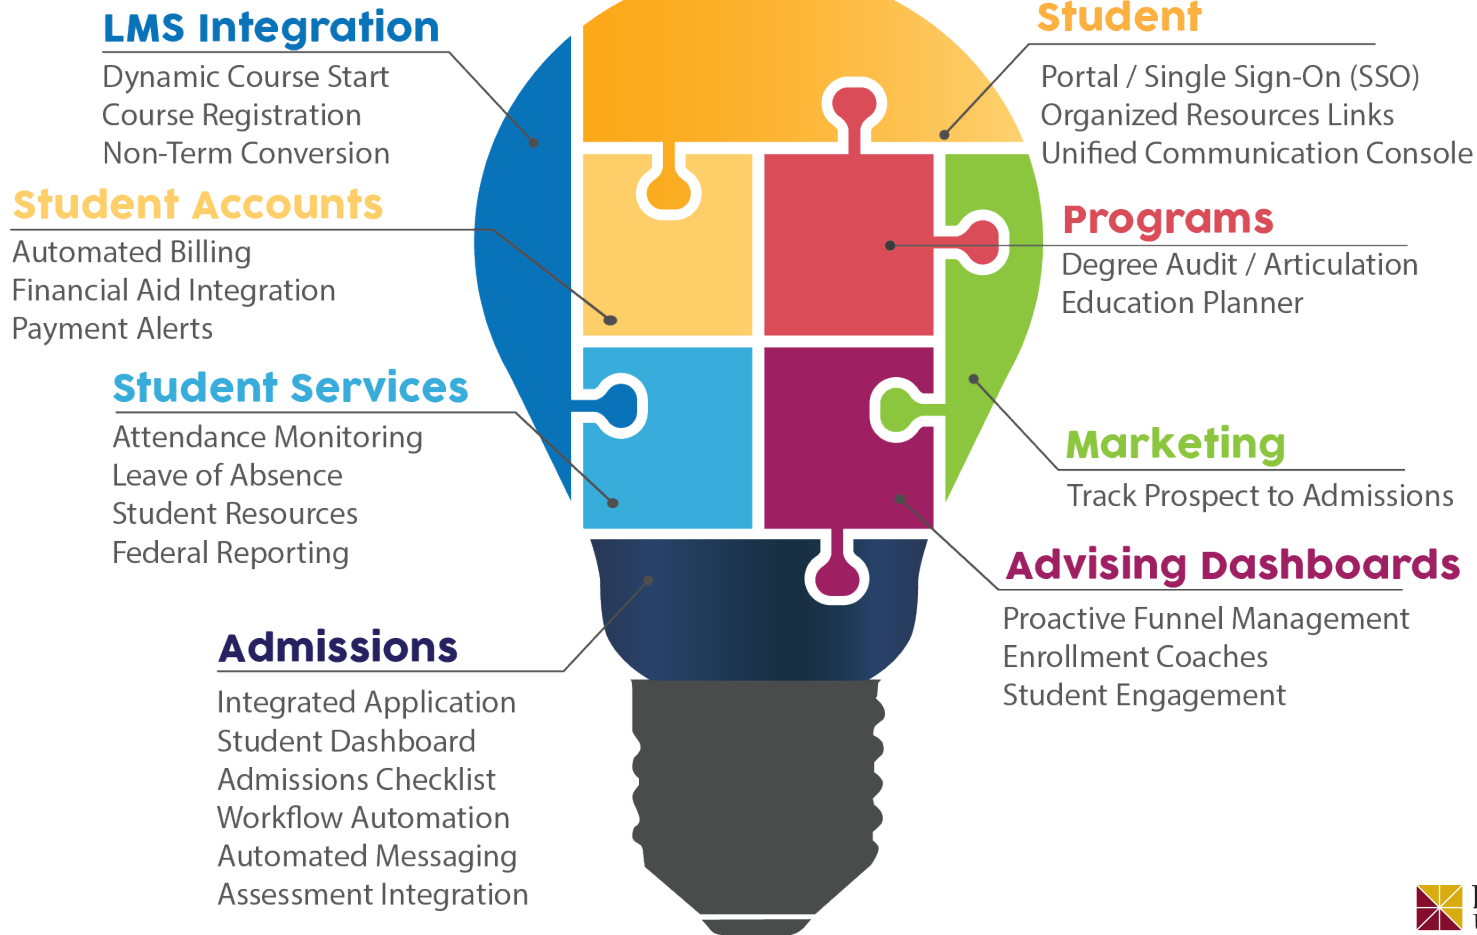 LMS Integration
Dynamic Course Start
Course Registration
Non-Term Conversion
Student Accounts
Automated Billing
Financial Aid Integration
Payment Alerts
Student Services
Attendance Monitoring
Leave of Absence
Student Resources
Federal Reporting
Admissions
Integrated Application
Student Dashboard
Admissions Checklist
Workflow Automation
Automated Messaging
Assessment Integration
Student
Portal / Single Sign-On (SSO)
Organized Resources Links
Unified Communication Console
Programs
Degree Audit / Articulation
Education Planner
Marketing
Track Prospect to Admissions
Advising Dashboards
Proactive Funnel Management
Enrollment Coaches
Student Engagement